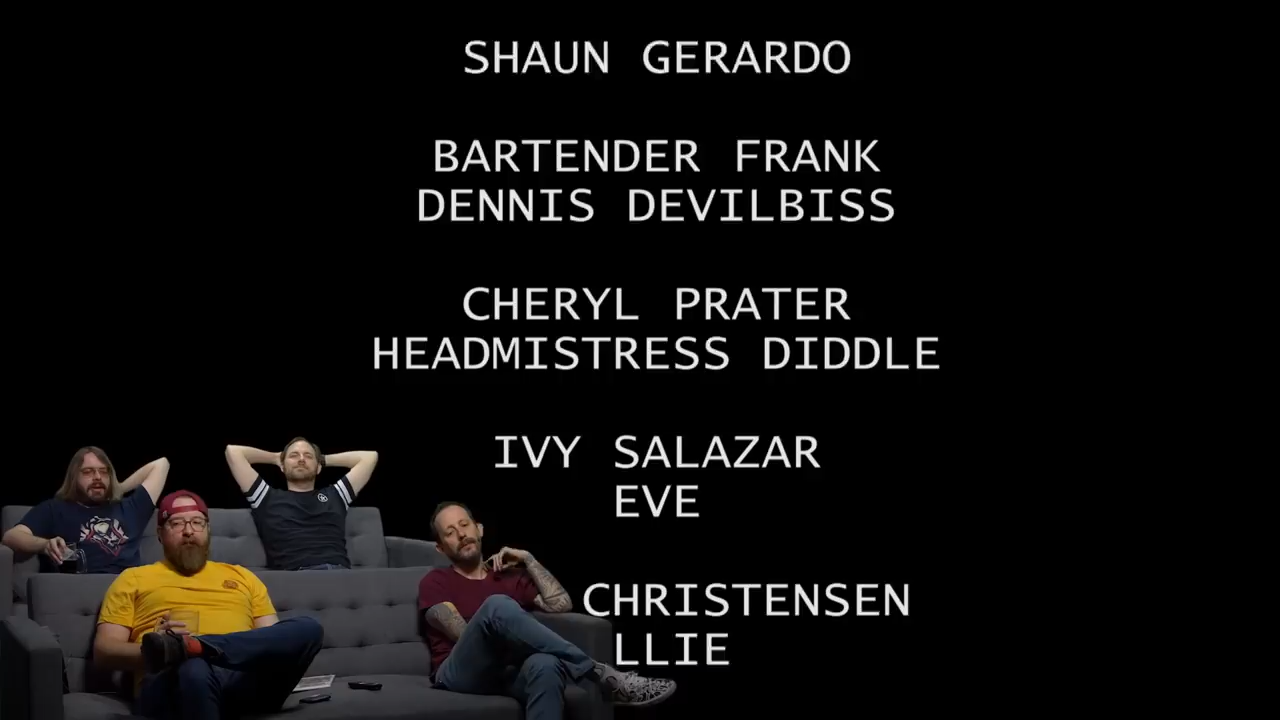 SHAUN GERARDO
BARTENDER FRANK
DENNIS DEVILBISS
CHERYL PRATER
HEADMISTRESS DIDDLE
IVY SALAZAR
EVE
CHRISTENSEN
LLIE